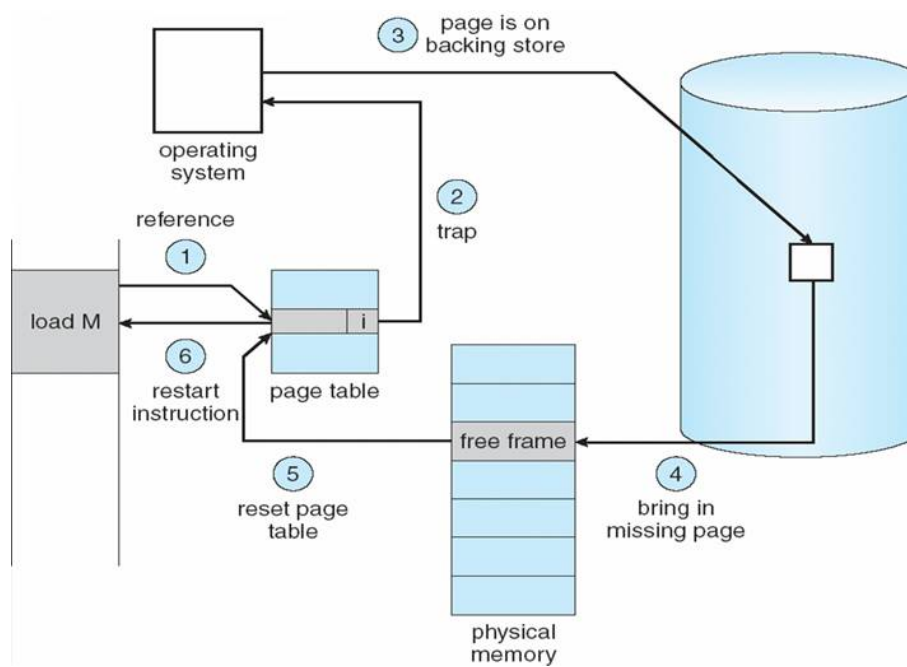 3
page is on
backing store
operating
system
2
trap
reference
1
load M
i
6
restart
instruction
page table
free frame
5
reset page
table
4
bring in
missing page
physical
memory